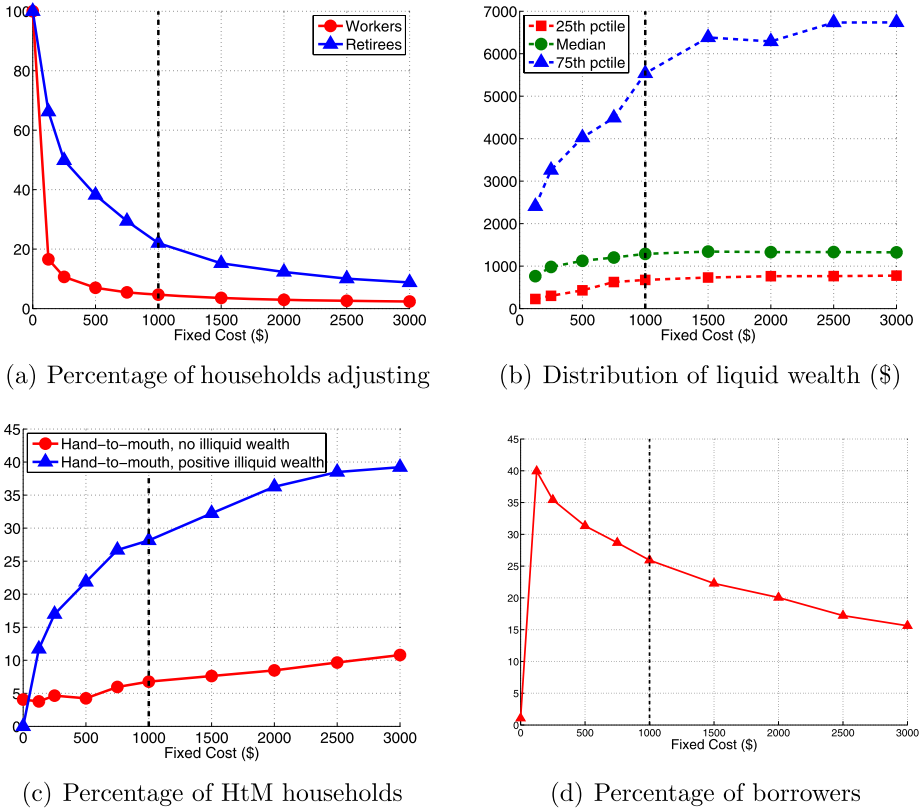 100
80
60
40
20
0
0 500 1000 1500 2000 2500 3000
Fixed Cost ($)
Workers
Retirees
(a) Percentage of households adjusting
7000
6000
5000
4000
3000
2000
1000
0
0 500 1000 1500 2000 2500 3000
Fixed Cost ($)
25th pctile
Median
75th pctile
(b) Distribution of liquid wealth ($)
45
40
35
30
25
20
15
10
5
0
0 500 1000 1500 2000 2500 3000
Fixed Cost ($)
Hand-to-mouth, no illiquid wealth
Hand-to-mouth, positive illiquid wealth
(c) Percentage of HtM households
45
40
35
30
25
20
15
10
5
0
0 500 1000 1500 2000 2500 3000
Fixed Cost ($)
(d) Percentage of borrowers